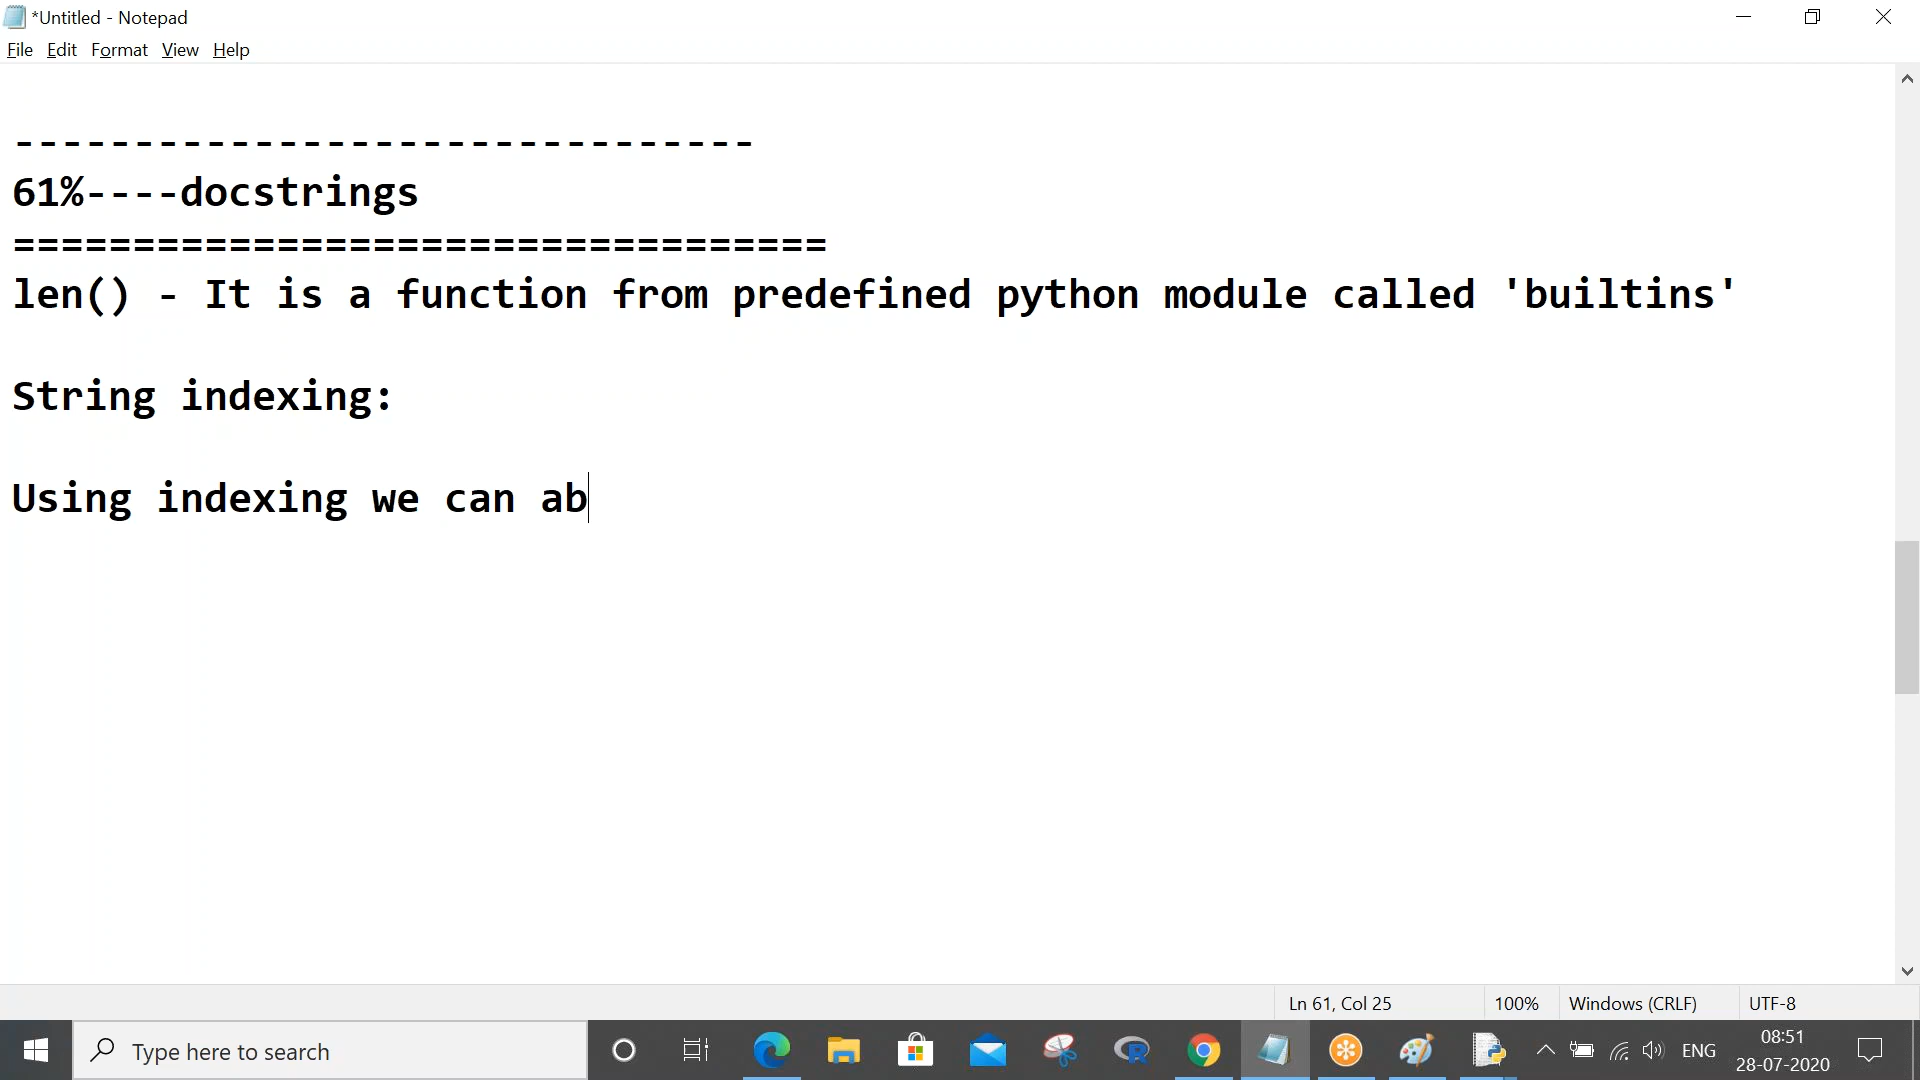 *Untitled - Notepad
File Edit Format View Help
-------------------------------
61%----docstrings
==================================
len() - It is a function from predefined python module called 'builtins'
String indexing:
Using indexing we can ab
Ln 61, Col 25 100% Windows (CRLF) UTF-8
Type here to search
R
ENG
08:51
28-07-2020